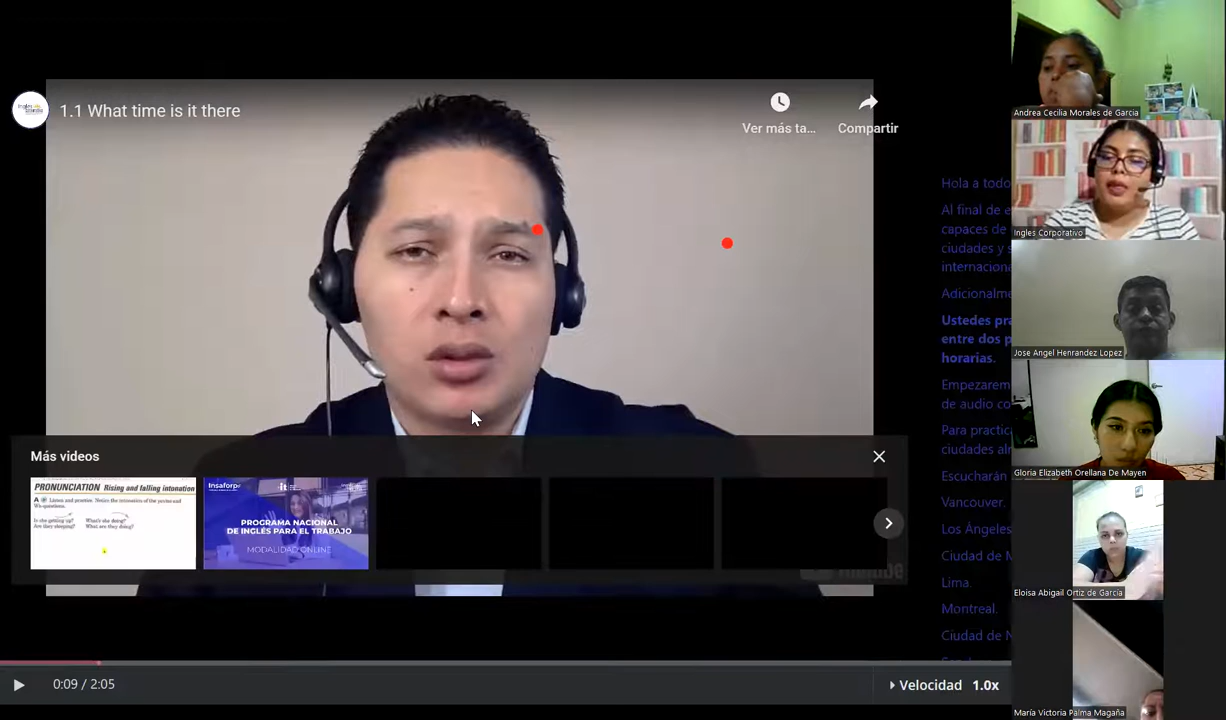 1.1 What time is it there
Ver más ta...
Compartir
Más videos
PRONUNCIATION Rising and falling intonation
Insaforp
PROGRAMA NACIONAL
DE INGLÉS PARA EL TRABAJO
MODALIDAD ONLINE
YouTube
0:09 / 2:05
Velocidad 1.0x
Hola a todo
Al final de e
capaces de
ciudades y s
internaciona
Adicionalme
Ustedes pra
entre dos p
horarias.
Empezarem
de audio co
Para practic
ciudades alr
Escucharán
Vancouver.
Los Ángeles
Ciudad de M
Lima.
Montreal.
Ciudad de N
Andrea Cecilia Morales de Garcia
Ingles Corporativo
Jose Angel Henrandez Lopez
Gloria Elizabeth Orellana De Mayen
Eloisa Abigail Ortiz de García
María Victoria Palma Magaña